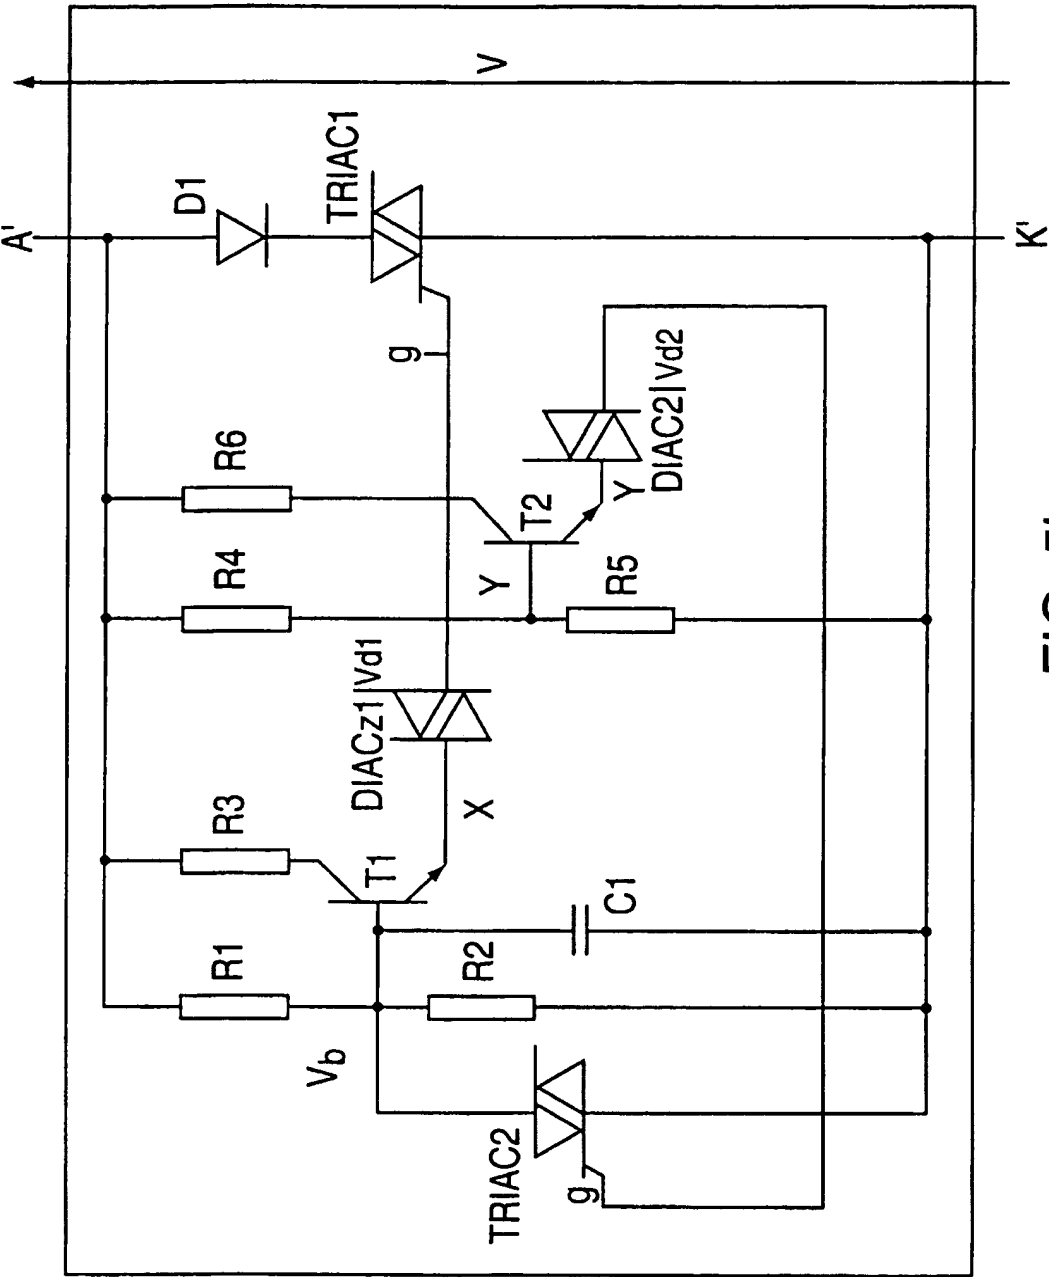 A'
V
D1
TRIAC1
g
R6
R4
T2
Y
Y
DIAC2|Vd2
R5
DIACz1|Vd1
X
R3
T1
C1
R1
R2
Vb
TRIAC2
g
K'